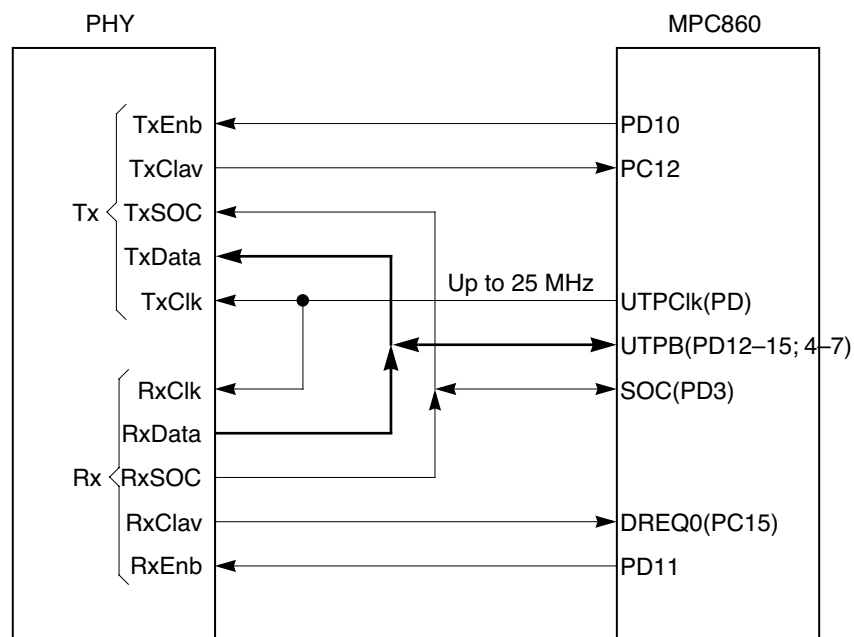 PHY
MPC860
TxEnb
PD10
TxClav
PC12
Tx
TxSOC
TxData
Up to 25 MHz
TxClk
UTPClk(PD)
UTPB(PD12–15; 4–7)
RxClk
SOC(PD3)
RxData
Rx
RxSOC
RxClav
DREQ0(PC15)
RxEnb
PD11